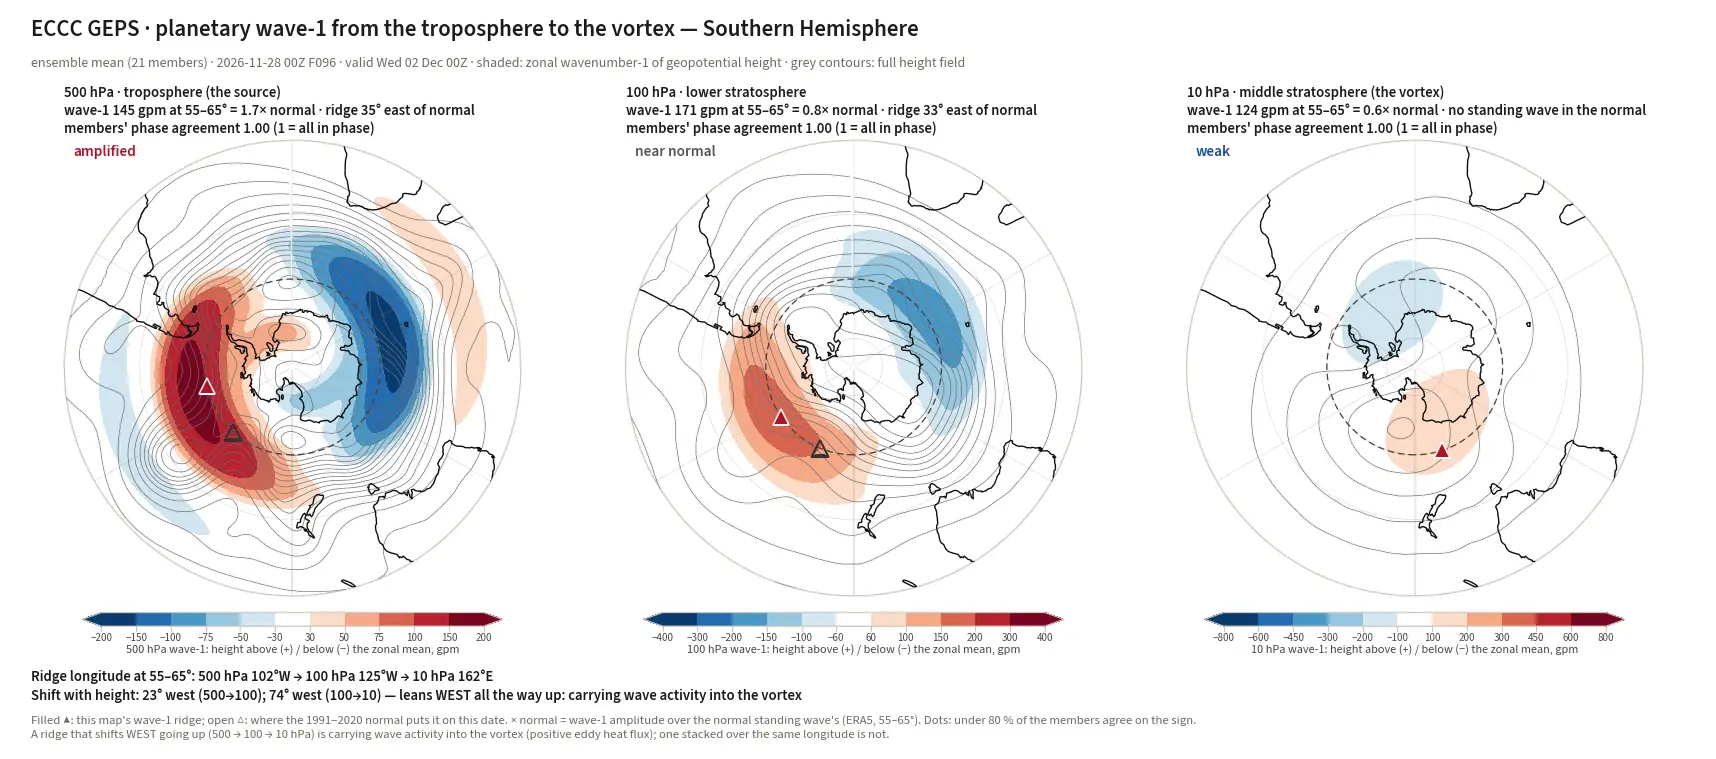 ECCC GEPS · planetary wave-1 from the troposphere to the vortex — Southern Hemisphere
ensemble mean (21 members) · 2026-11-28 00Z F096 · valid Wed 02 Dec 00Z · shaded: zonal wavenumber-1 of geopotential height · grey contours: full height field
500 hPa · troposphere (the source)
wave-1 145 gpm at 55–65° = 1.7× normal · ridge 35° east of normal
members' phase agreement 1.00 (1 = all in phase)
amplified
100 hPa · lower stratosphere
wave-1 171 gpm at 55–65° = 0.8× normal · ridge 33° east of normal
members' phase agreement 1.00 (1 = all in phase)
near normal
10 hPa · middle stratosphere (the vortex)
wave-1 124 gpm at 55–65° = 0.6× normal · no standing wave in the normal
members' phase agreement 1.00 (1 = all in phase)
weak
−200 −150 −100 −75 −50 −30 30 50 75 100 150 200
500 hPa wave-1: height above (+) / below (−) the zonal mean, gpm
−400 −300 −200 −150 −100 −60 60 100 150 200 300 400
100 hPa wave-1: height above (+) / below (−) the zonal mean, gpm
−800 −600 −450 −300 −200 −100 100 200 300 450 600 800
10 hPa wave-1: height above (+) / below (−) the zonal mean, gpm
Ridge longitude at 55–65°: 500 hPa 102°W → 100 hPa 125°W → 10 hPa 162°E
Shift with height: 23° west (500→100); 74° west (100→10) — leans WEST all the way up: carrying wave activity into the vortex
Filled ▲: this map's wave-1 ridge; open △: where the 1991–2020 normal puts it on this date. × normal = wave-1 amplitude over the normal standing wave's (ERA5, 55–65°). Dots: under 80 % of the members agree on the sign.
A ridge that shifts WEST going up (500 → 100 → 10 hPa) is carrying wave activity into the vortex (positive eddy heat flux); one stacked over the same longitude is not.